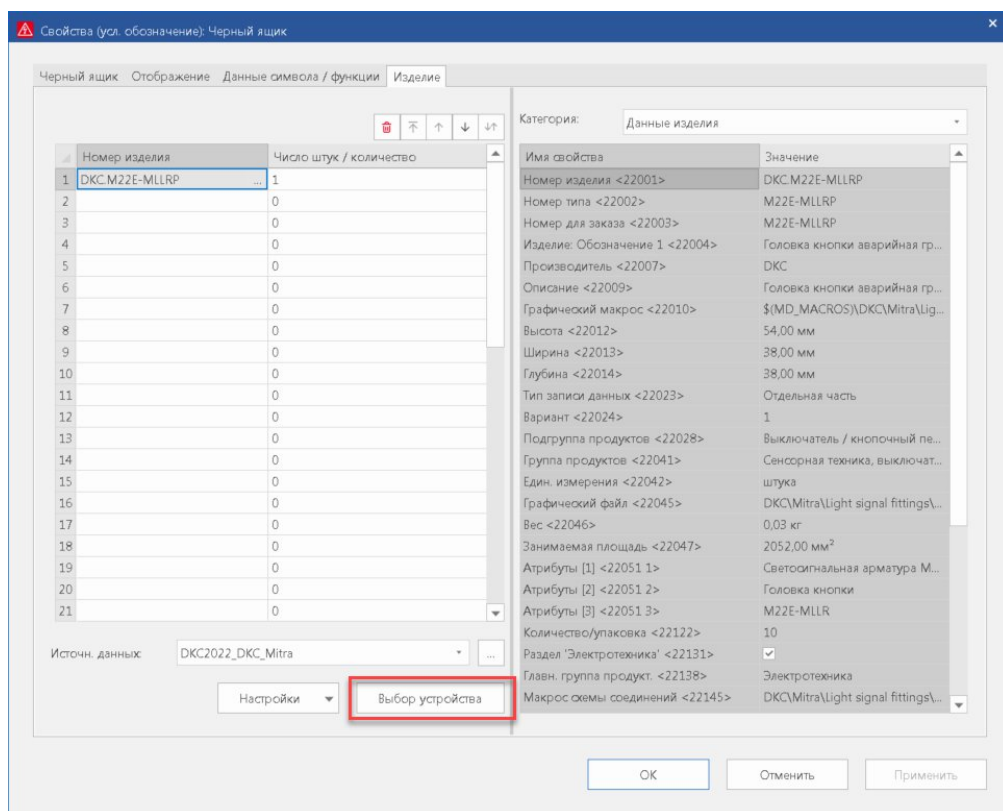 Свойства (усл. обозначение): Черный ящик
Черный ящик Отображение Данные символа / функции Изделие
Номер изделия Число штук / количество
1 DKC.M22E-MLLRP ... 1
2 0
3 0
4 0
5 0
6 0
7 0
8 0
9 0
10 0
11 0
12 0
13 0
14 0
15 0
16 0
17 0
18 0
19 0
20 0
21 0
Источн. данных: DKC2022_DKC_Mitra ...
Настройки Выбор устройства
Категория: Данные изделия
Имя свойства Значение
Номер изделия <22001> DKC.M22E-MLLRP
Номер типа <22002> M22E-MLLRP
Номер для заказа <22003> M22E-MLLRP
Изделие: Обозначение 1 <22004> Головка кнопки аварийная гр...
Производитель <22007> DKC
Описание <22009> Головка кнопки аварийная гр...
Графический макрос <22010> $(MD_MACROS)\DKC\Mitra\Lig...
Высота <22012> 54,00 мм
Ширина <22013> 38,00 мм
Глубина <22014> 38,00 мм
Тип записи данных <22023> Отдельная часть
Вариант <22024> 1
Подгруппа продуктов <22028> Выключатель / кнопочный пе...
Группа продуктов <22041> Сенсорная техника, выключат...
Един. измерения <22042> штука
Графический файл <22045> DKC\Mitra\Light signal fittings\...
Вес <22046> 0,03 кг
Занимаемая площадь <22047> 2052,00 мм²
Атрибуты [1] <22051 1> Светосигнальная арматура М...
Атрибуты [2] <22051 2> Головка кнопки
Атрибуты [3] <22051 3> M22E-MLLR
Количество/упаковка <22122> 10
Раздел 'Электротехника' <22131>
Главн. группа продукт. <22138> Электротехника
Макрос схемы соединений <22145> DKC\Mitra\Light signal fittings\...
OK Отменить Применить